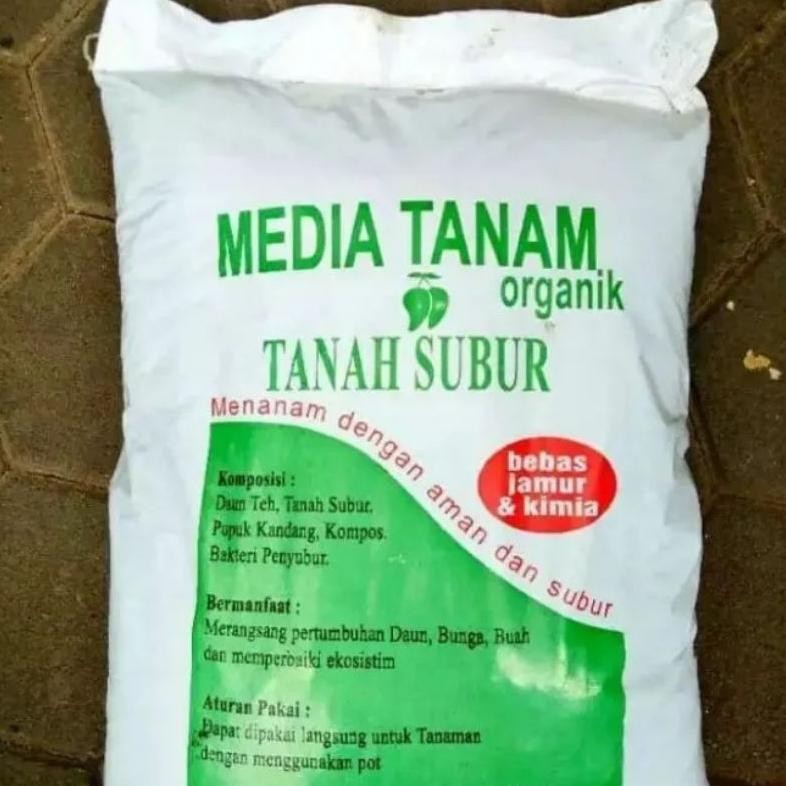 MEDIA TANAM
organik
TANAH SUBUR
Menanam dengan aman dan subur
bebas
jamur
& kimia
Komposisi :
Daun Teh, Tanah Subur.
Pupuk Kandang, Kompos.
Bakteri Penyubur.
Bermanfaat :
Merangsang pertumbuhan Daun, Bunga, Buah
dan memperbaiki ekosistim
Aturan Pakai :
Dapat dipakai langsung untuk Tanaman
dengan menggunakan pot